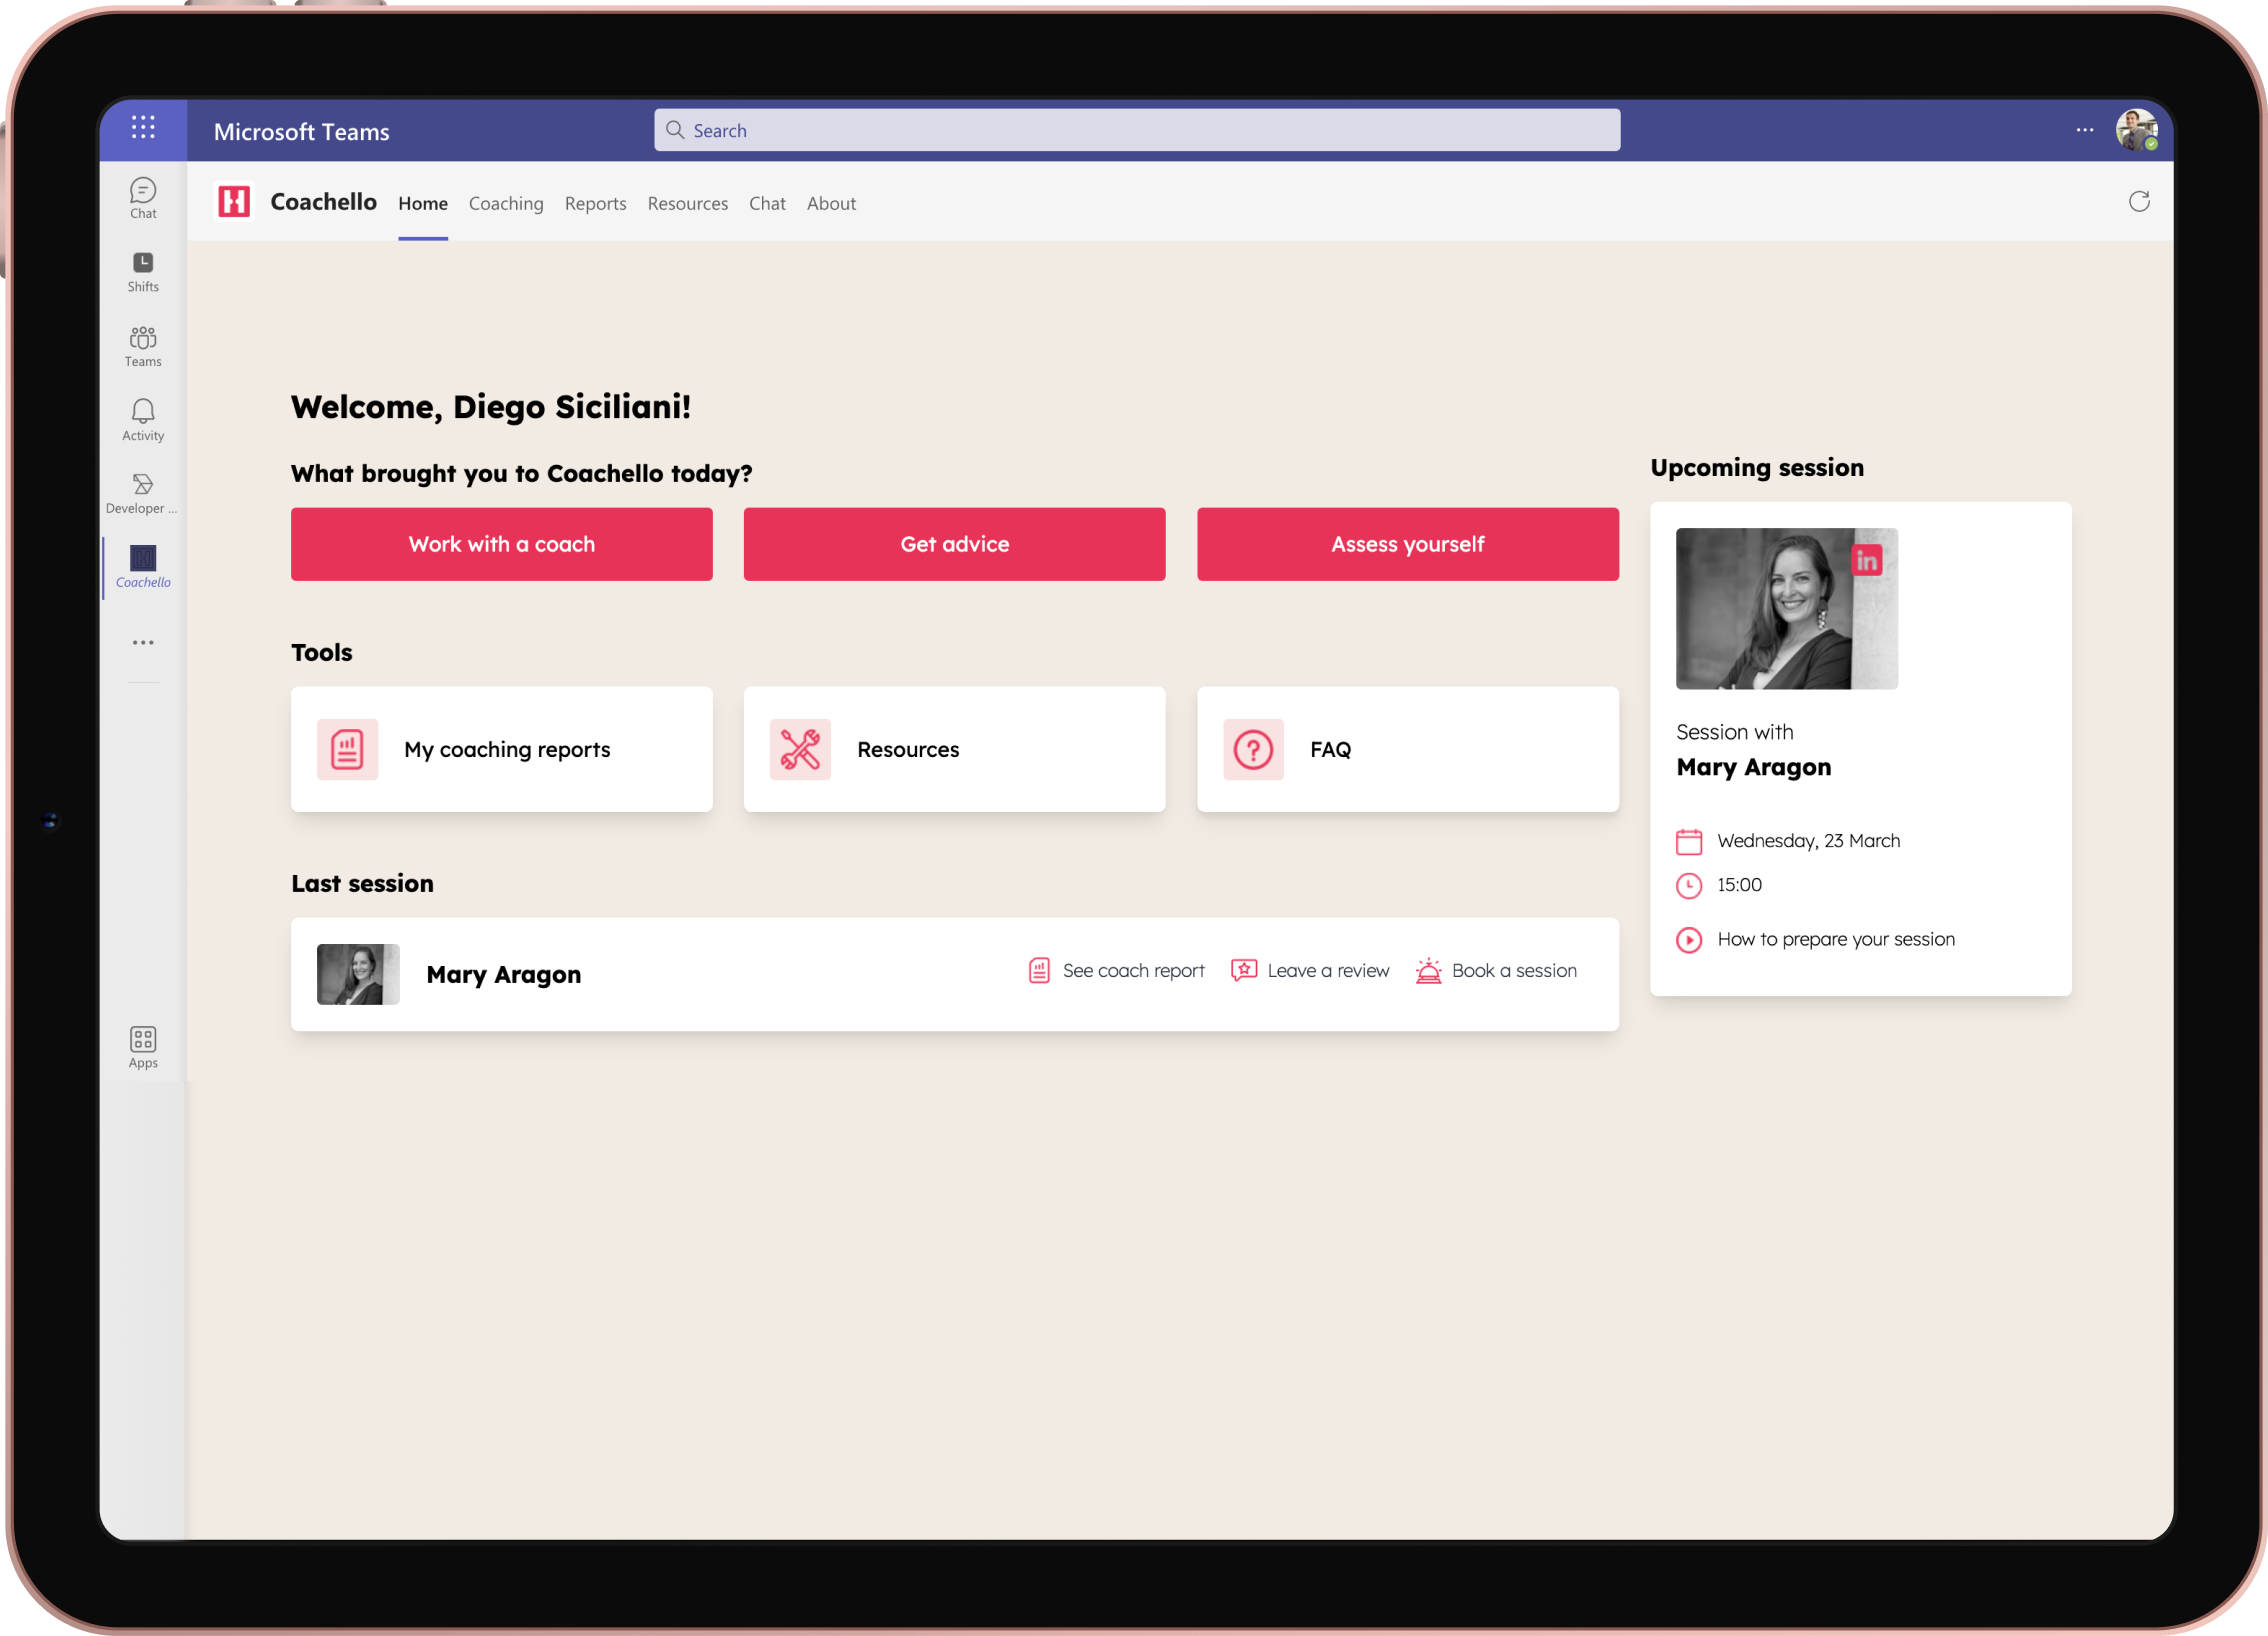 Microsoft Teams
Search
Chat
Shifts
Teams
Activity
Developer ...
Coachello
Apps
Coachello Home Coaching Reports Resources Chat About
Welcome, Diego Siciliani!
What brought you to Coachello today?
Work with a coach
Get advice
Assess yourself
Tools
My coaching reports
Resources
FAQ
Last session
Mary Aragon
See coach report
Leave a review
Book a session
Upcoming session
in
Session with
Mary Aragon
Wednesday, 23 March
15:00
How to prepare your session